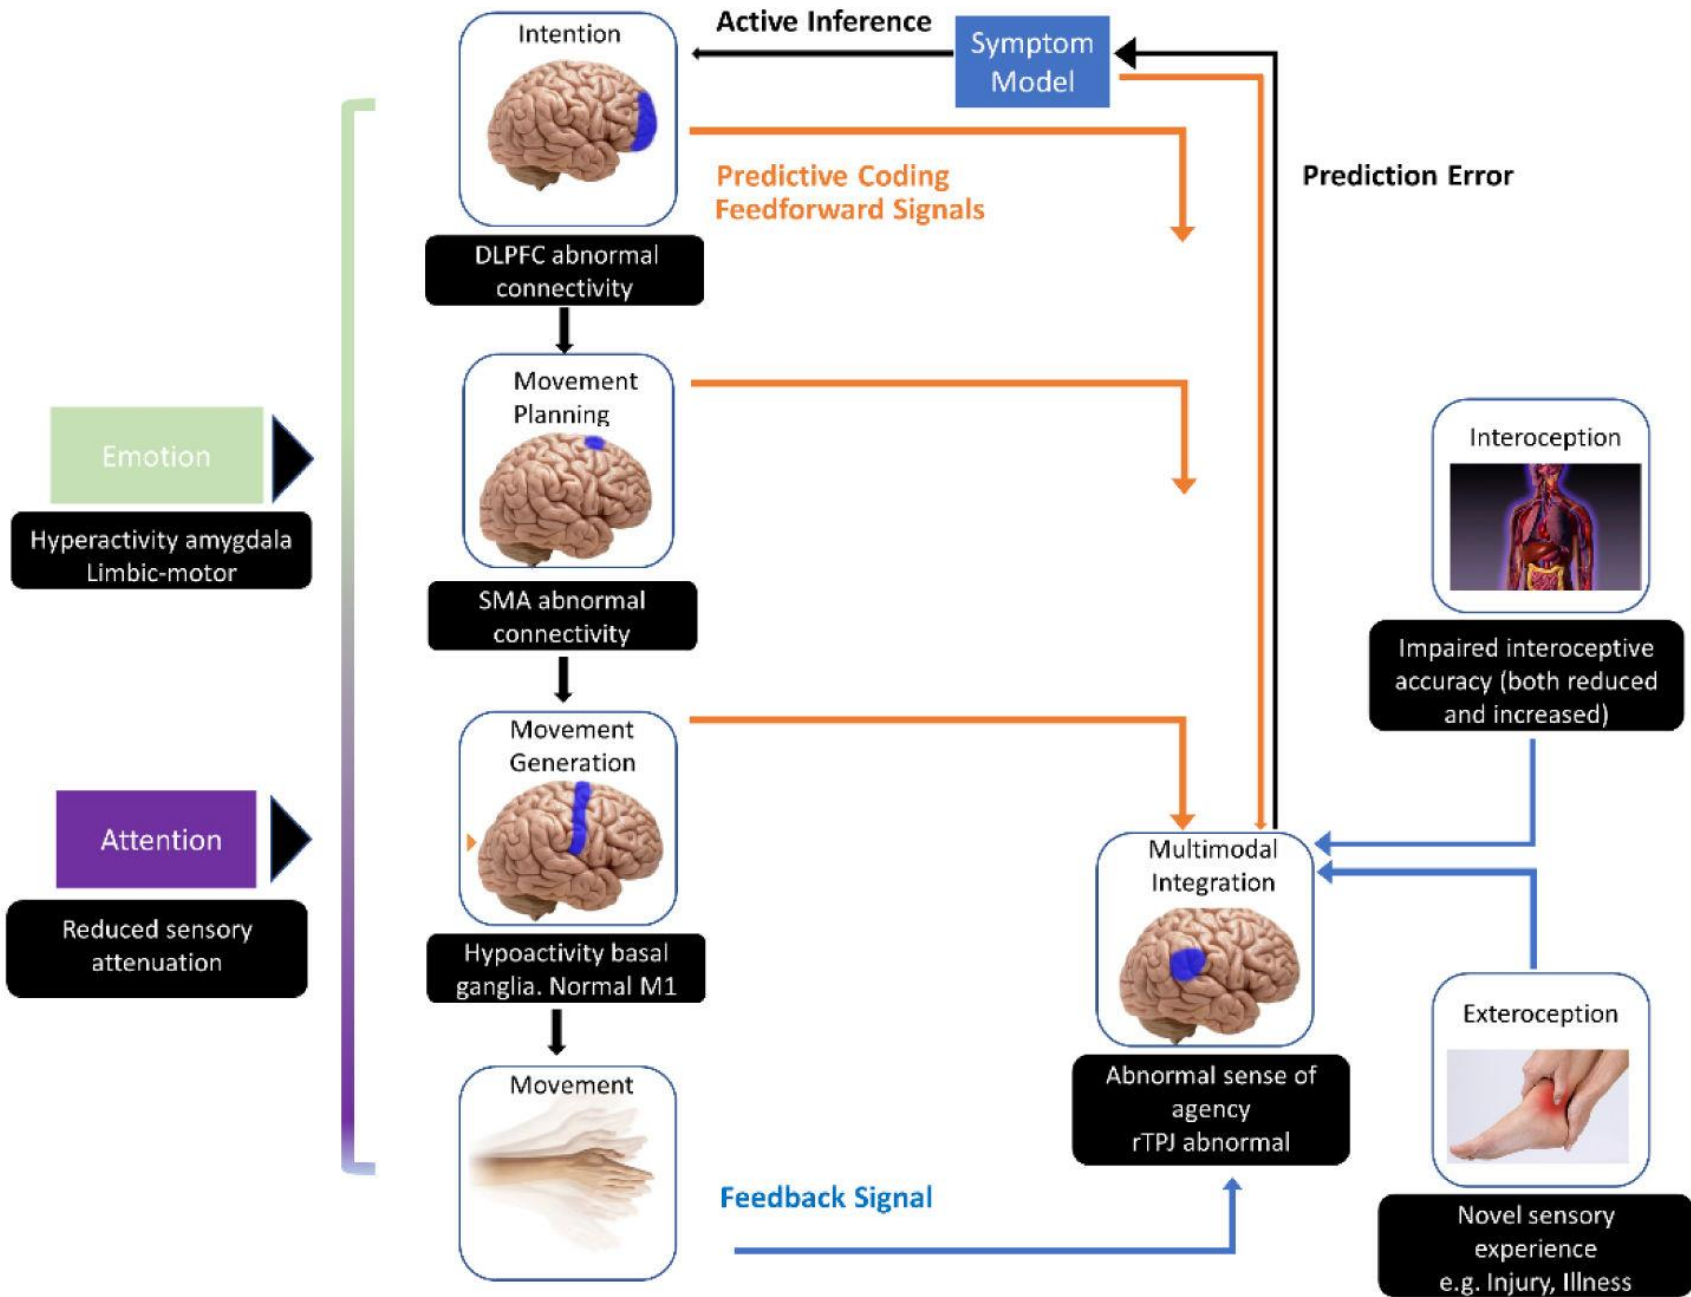 Intention
Active Inference
Symptom
Model
Predictive Coding
Feedforward Signals
Prediction Error
DLPFC abnormal
connectivity
Movement
Planning
Emotion
Hyperactivity amygdala
Limbic-motor
SMA abnormal
connectivity
Interoception
Impaired interoceptive
accuracy (both reduced
and increased)
Movement
Generation
Attention
Reduced sensory
attenuation
Hypoactivity basal
ganglia. Normal M1
Multimodal
Integration
Abnormal sense of
agency
rTPJ abnormal
Exteroception
Novel sensory
experience
e.g. Injury, Illness
Movement
Feedback Signal